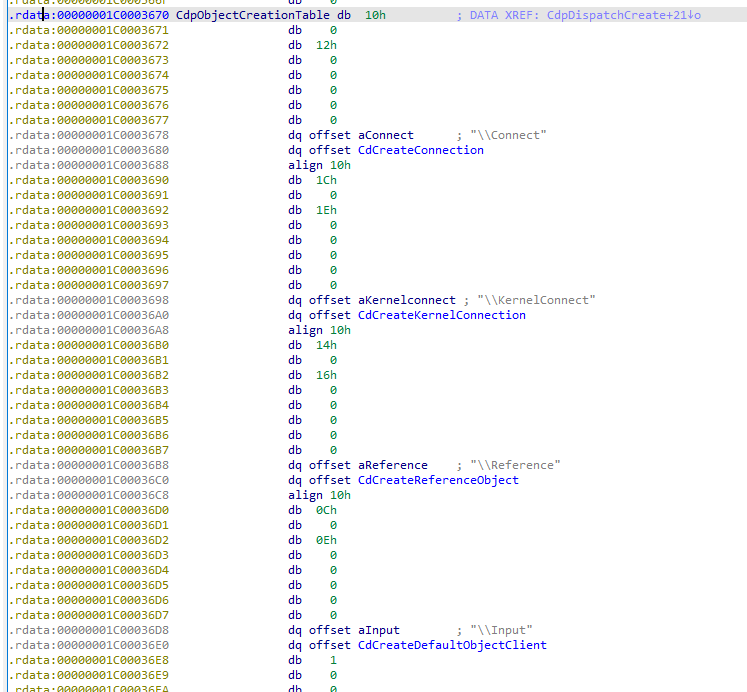 .rdata:00000001C0003670 CdpObjectCreationTable db 10h ; DATA XREF: CdpDispatchCreate+21↓o
.rdata:00000001C0003671 db 0
.rdata:00000001C0003672 db 12h
.rdata:00000001C0003673 db 0
.rdata:00000001C0003674 db 0
.rdata:00000001C0003675 db 0
.rdata:00000001C0003676 db 0
.rdata:00000001C0003677 db 0
.rdata:00000001C0003678 dq offset aConnect ; "\\Connect"
.rdata:00000001C0003680 dq offset CdCreateConnection
.rdata:00000001C0003688 align 10h
.rdata:00000001C0003690 db 1Ch
.rdata:00000001C0003691 db 0
.rdata:00000001C0003692 db 1Eh
.rdata:00000001C0003693 db 0
.rdata:00000001C0003694 db 0
.rdata:00000001C0003695 db 0
.rdata:00000001C0003696 db 0
.rdata:00000001C0003697 db 0
.rdata:00000001C0003698 dq offset aKernelconnect ; "\\KernelConnect"
.rdata:00000001C00036A0 dq offset CdCreateKernelConnection
.rdata:00000001C00036A8 align 10h
.rdata:00000001C00036B0 db 14h
.rdata:00000001C00036B1 db 0
.rdata:00000001C00036B2 db 16h
.rdata:00000001C00036B3 db 0
.rdata:00000001C00036B4 db 0
.rdata:00000001C00036B5 db 0
.rdata:00000001C00036B6 db 0
.rdata:00000001C00036B7 db 0
.rdata:00000001C00036B8 dq offset aReference ; "\\Reference"
.rdata:00000001C00036C0 dq offset CdCreateReferenceObject
.rdata:00000001C00036C8 align 10h
.rdata:00000001C00036D0 db 0Ch
.rdata:00000001C00036D1 db 0
.rdata:00000001C00036D2 db 0Eh
.rdata:00000001C00036D3 db 0
.rdata:00000001C00036D4 db 0
.rdata:00000001C00036D5 db 0
.rdata:00000001C00036D6 db 0
.rdata:00000001C00036D7 db 0
.rdata:00000001C00036D8 dq offset aInput ; "\\Input"
.rdata:00000001C00036E0 dq offset CdCreateDefaultObjectClient
.rdata:00000001C00036E8 db 1
.rdata:00000001C00036E9 db 0
.rdata:00000001C00036EA db 0